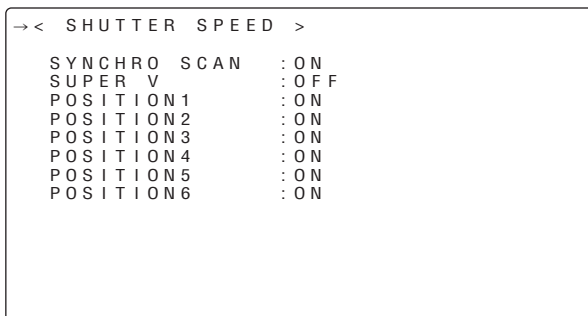 →< SHUTTER SPEED >
SYNCHRO SCAN :ON
SUPER V :OFF
POSITION1 :ON
POSITION2 :ON
POSITION3 :ON
POSITION4 :ON
POSITION5 :ON
POSITION6 :ON